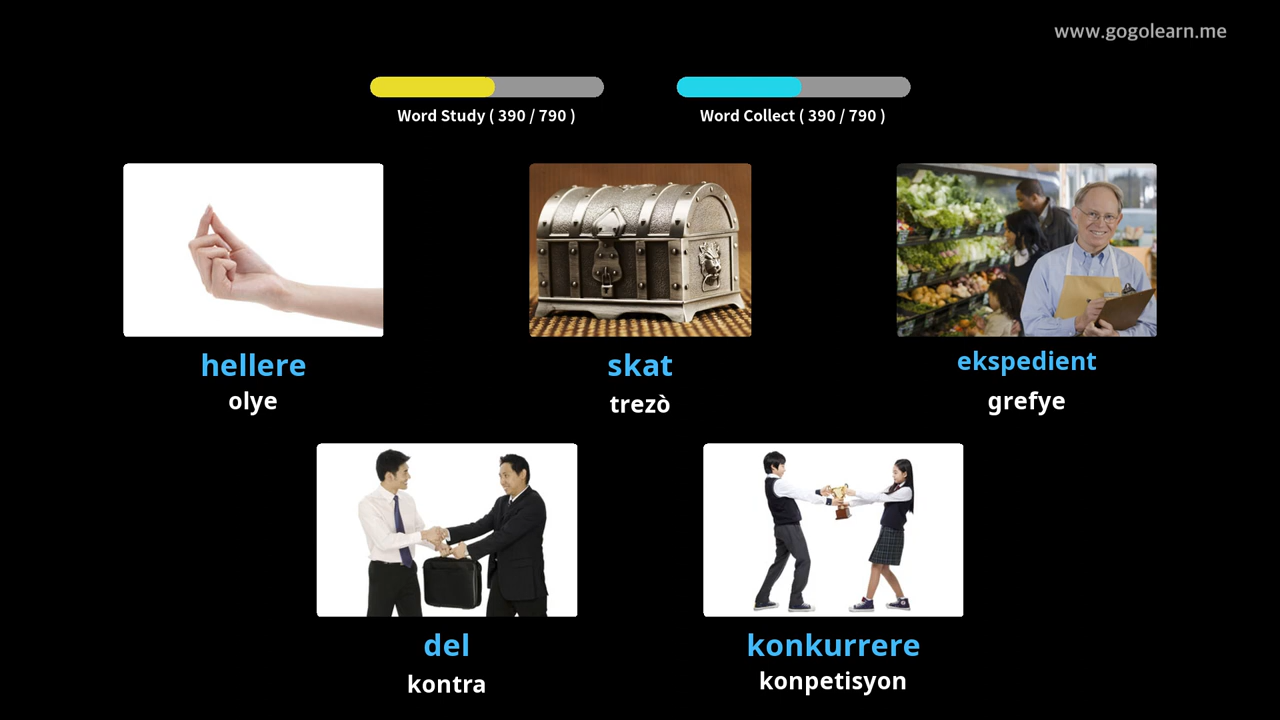 www.gogolearn.me
Word Study ( 390 / 790 )
Word Collect ( 390 / 790 )
hellere
olye
skat
trezò
ekspedient
grefye
del
kontra
konkurrere
konpetisyon